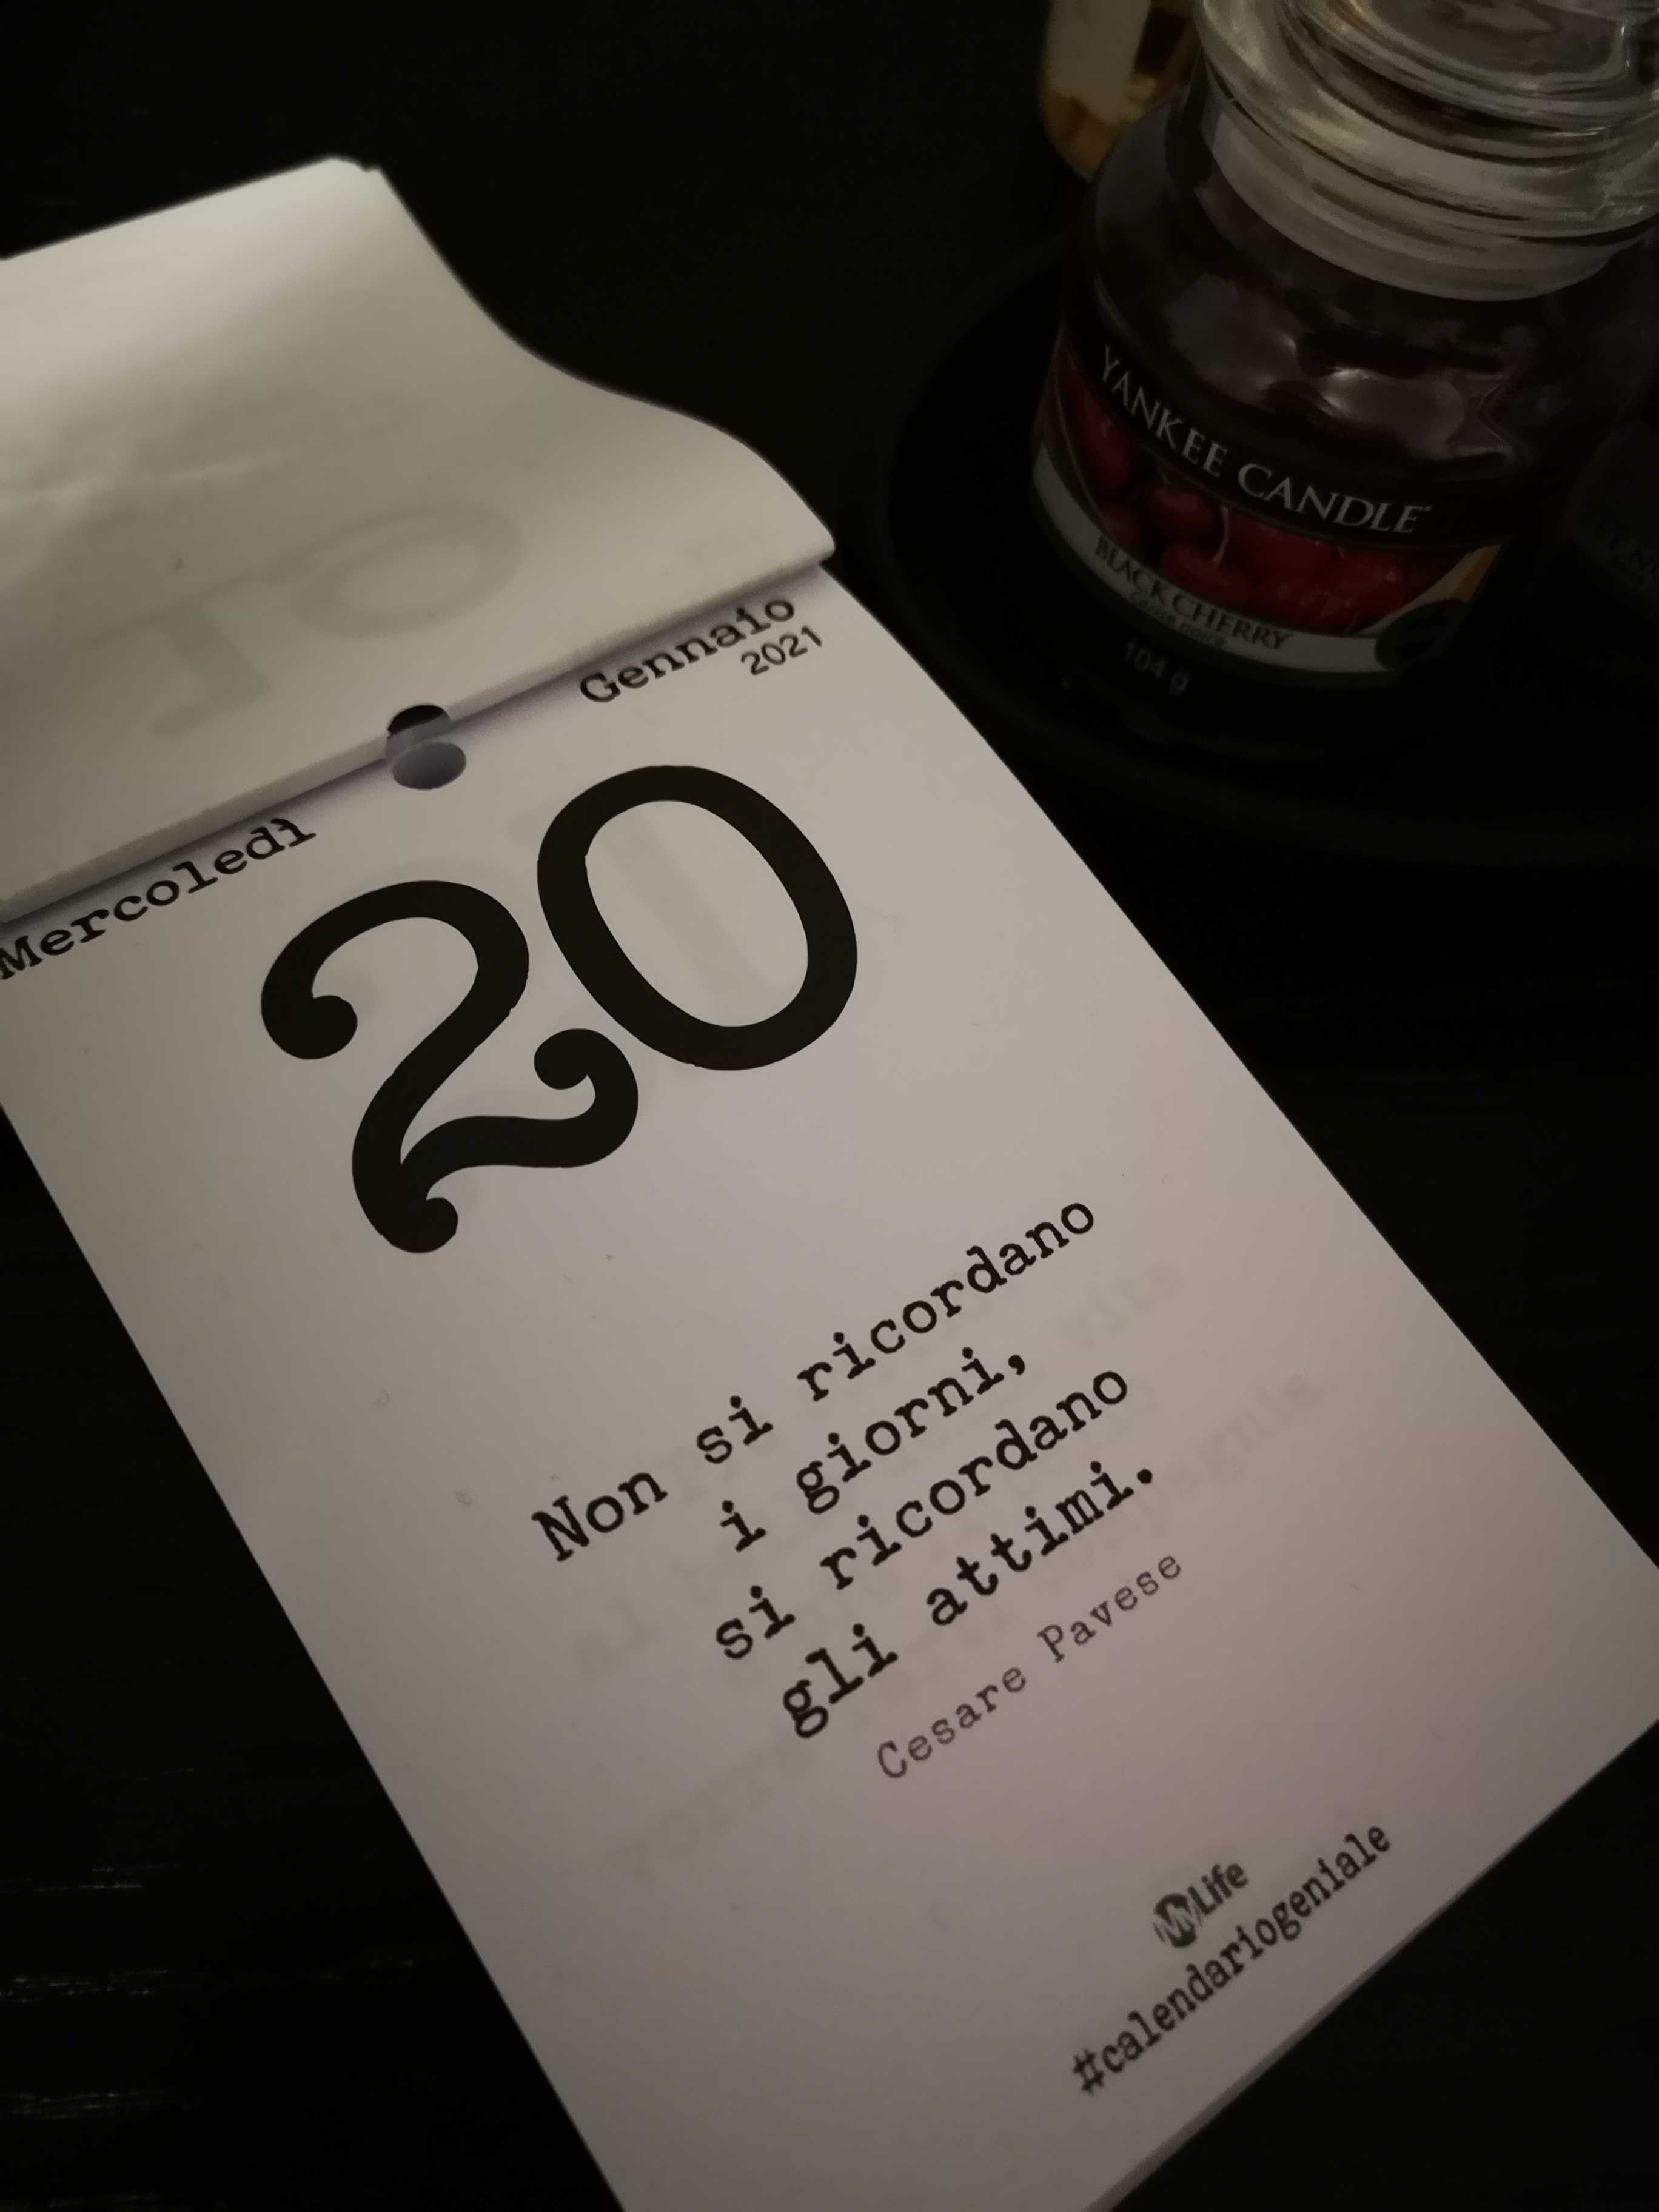 YANKEE CANDLE
BLACK CHERRY
104 g
Gennaio
2021
Mercoledì
20
Non si ricordano
i giorni,
si ricordano
gli attimi.
Cesare Pavese
MyLife
#calendariogeniale